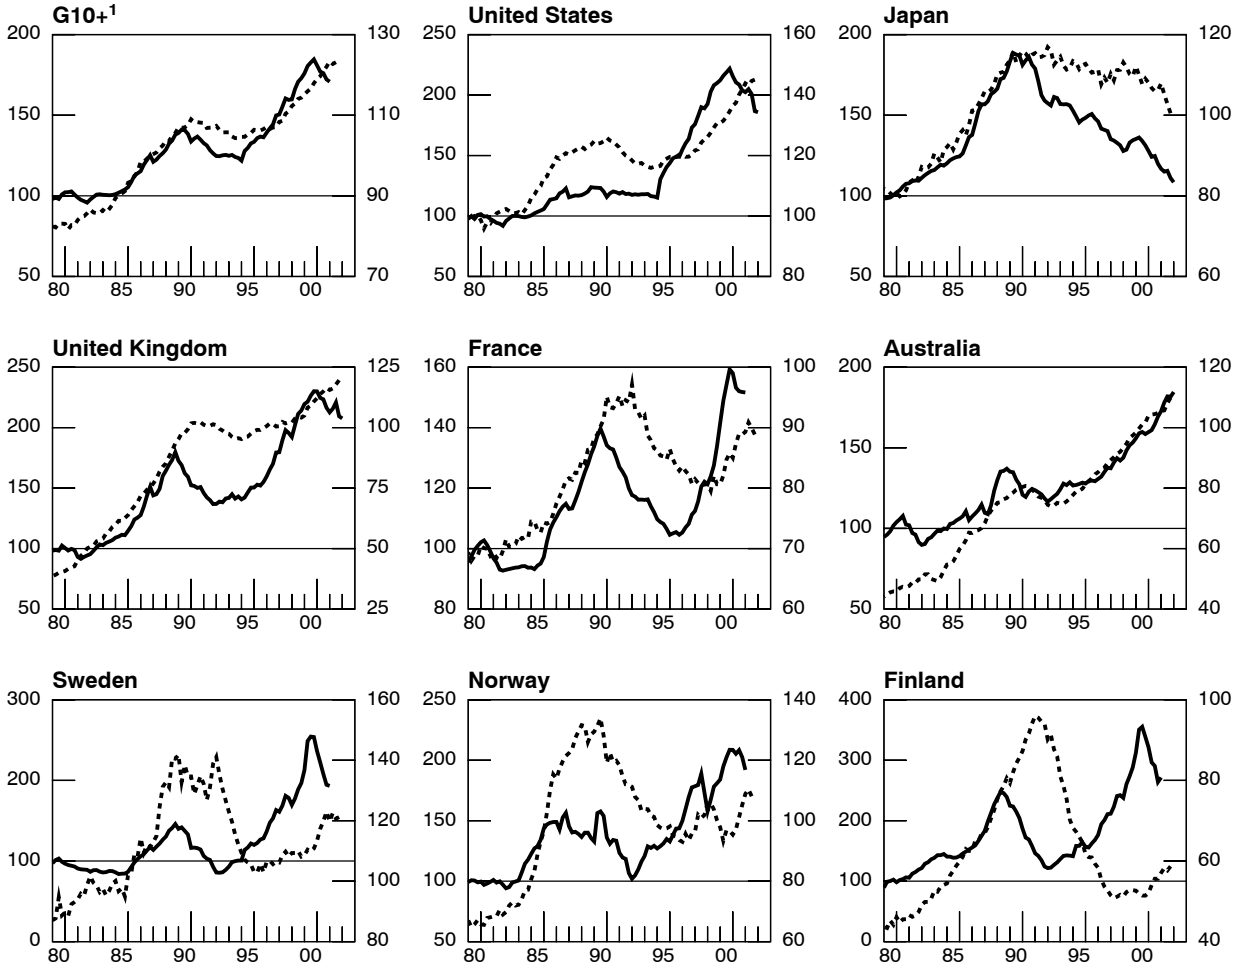 G10+¹ United States Japan
200 130 250 160 200 120
150 110 200 140 150 100
150 120
100 90 100 100 100 80
50 70 50 80 50 60
80 85 90 95 00 80 85 90 95 00 80 85 90 95 00
United Kingdom France Australia
250 125 160 100 200 120
200 100 140 90 150 100
150 75 120 80 80
100 50 100 70 100 60
50 25 80 60 50 40
80 85 90 95 00 80 85 90 95 00 80 85 90 95 00
Sweden Norway Finland
300 160 250 140 400 100
200 140 200 120 300 80
120 150 100 200
100 100 100 80 100 60
0 80 50 60 0 40
80 85 90 95 00 80 85 90 95 00 80 85 90 95 00